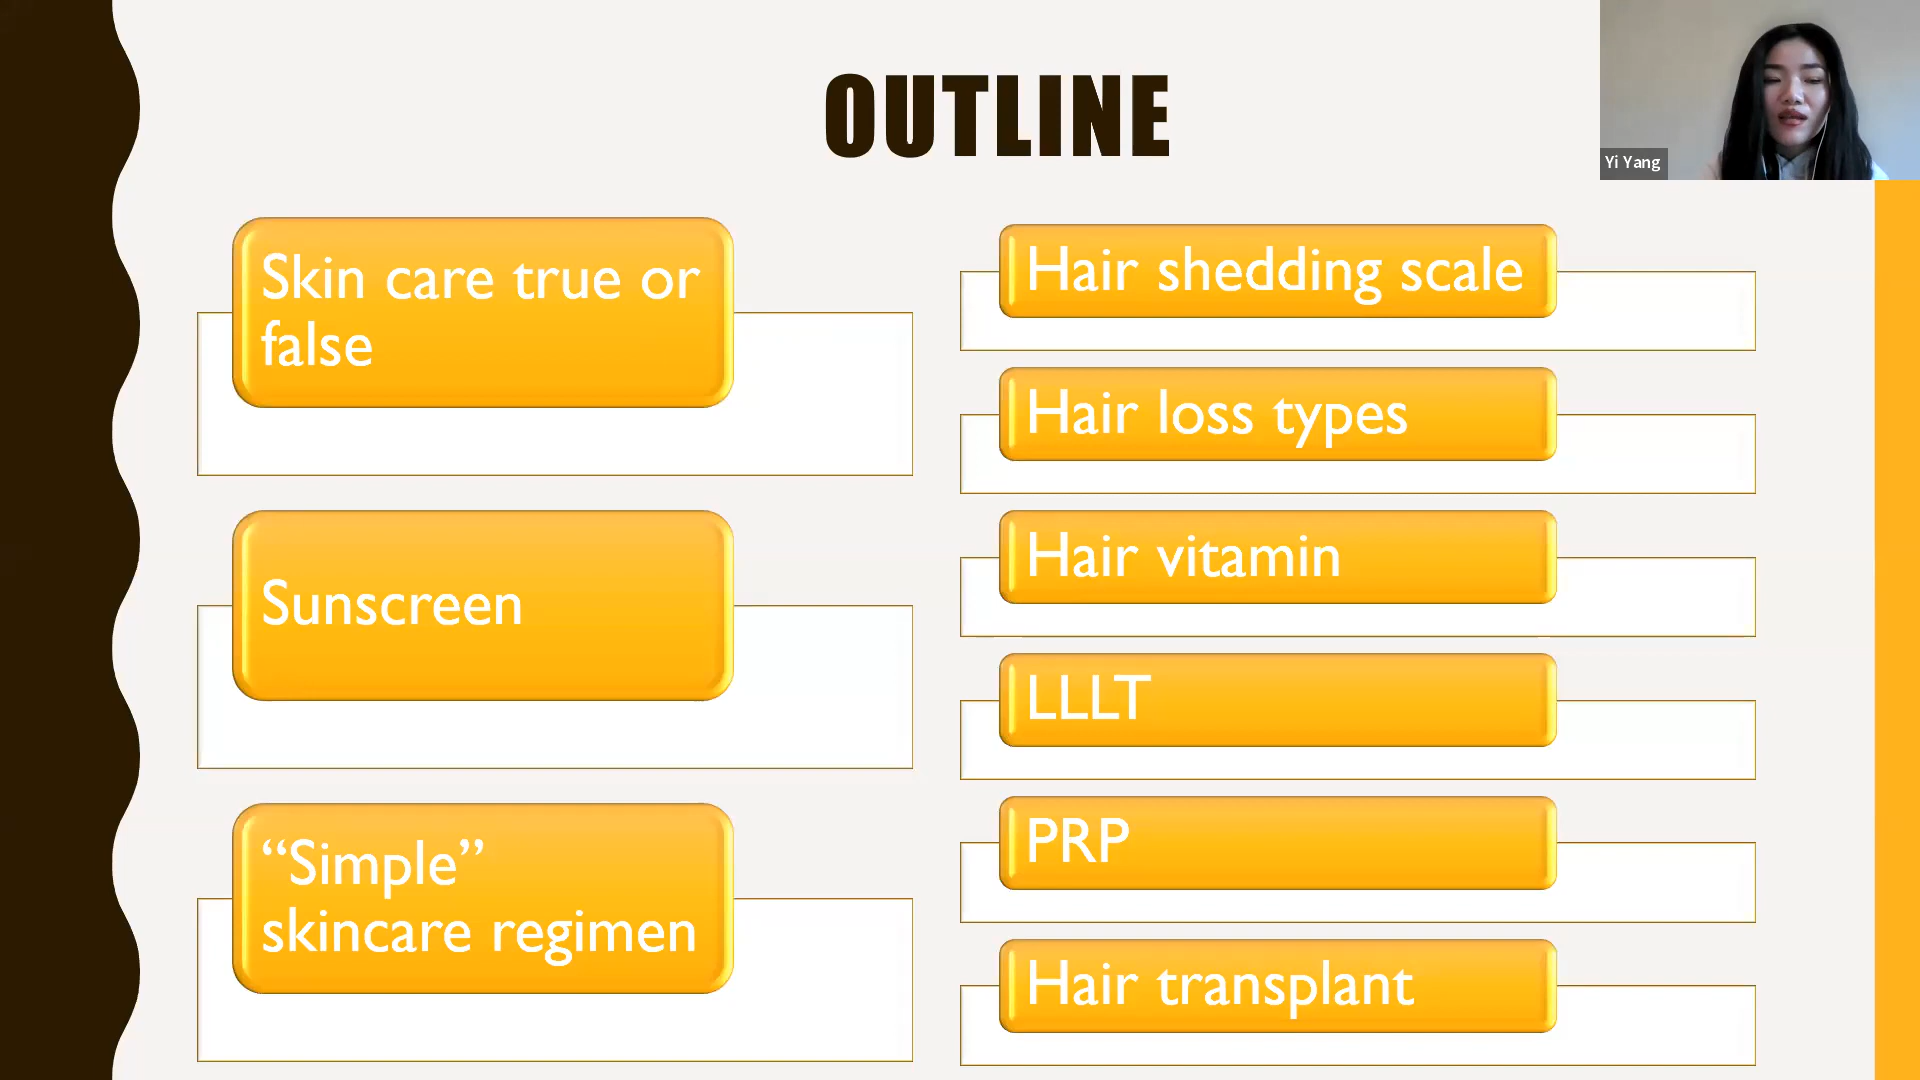 OUTLINE
Yi Yang
Skin care true or
false
Sunscreen
“Simple”
skincare regimen
Hair shedding scale
Hair loss types
Hair vitamin
LLLT
PRP
Hair transplant